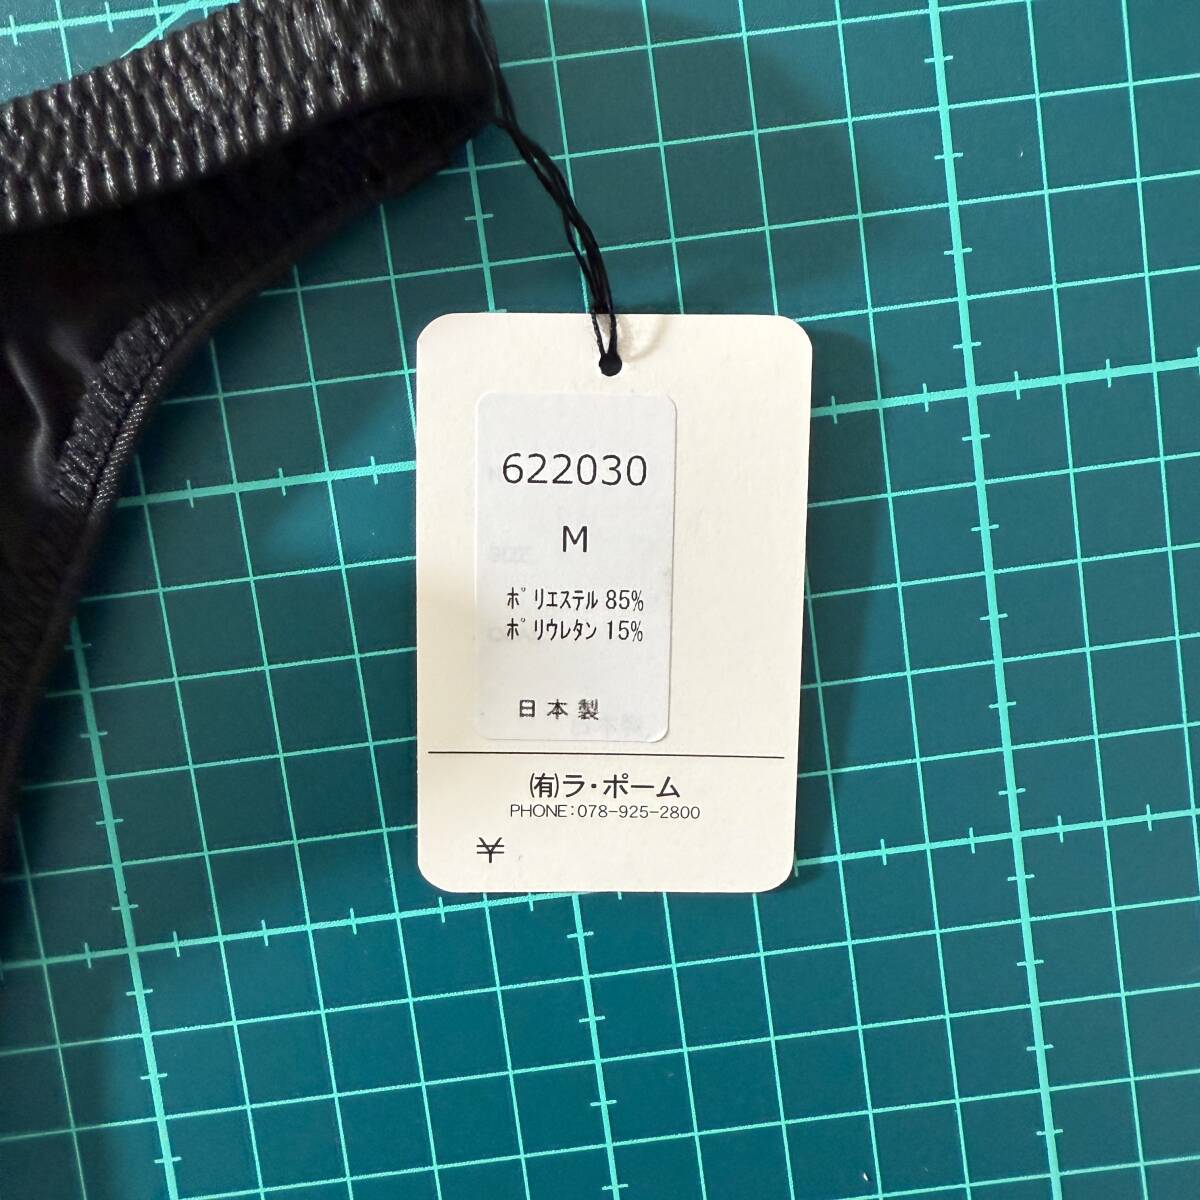 622030
M
ポリエステル 85%
ポリウレタン 15%
日本製
(有)ラ・ポーム
PHONE:078-925-2800
¥